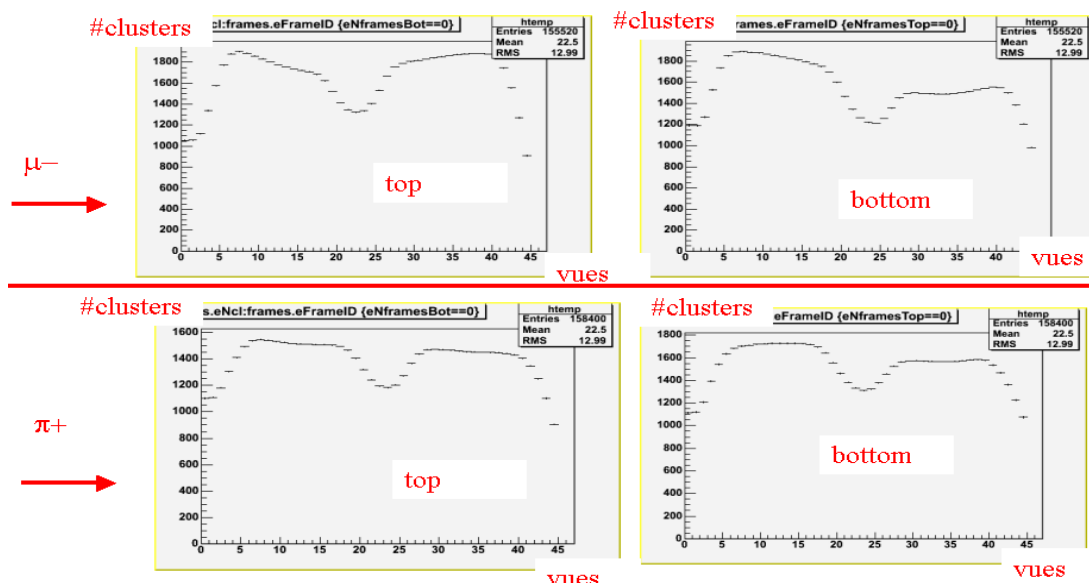 #clusters
ncl:frames.eFrameID {eNframesBot==0}
htemp
Entries 155520
Mean 22.5
RMS 12.99
1800
1600
1400
1200
1000
800
600
400
200
0
0 5 10 15 20 25 30 35 40 45
top
vues
#clusters
rames.eFrameID {eNframesTop==0}
htemp
Entries 155520
Mean 22.5
RMS 12.99
1800
1600
1400
1200
1000
800
600
400
200
0
0 5 10 15 20 25 30 35 40 45
bottom
vues
μ−
#clusters
s.eNcl:frames.eFrameID {eNframesBot==0}
htemp
Entries 158400
Mean 22.5
RMS 12.99
1600
1400
1200
1000
800
600
400
200
0
0 5 10 15 20 25 30 35 40 45
top
vues
#clusters
eFrameID {eNframesTop==0}
htemp
Entries 158400
Mean 22.5
RMS 12.99
1800
1600
1400
1200
1000
800
600
400
200
0
0 5 10 15 20 25 30 35 40 45
bottom
vues
π+